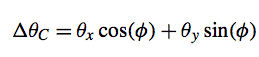 Δθ_C = θ_x cos(ϕ) + θ_y sin(ϕ)